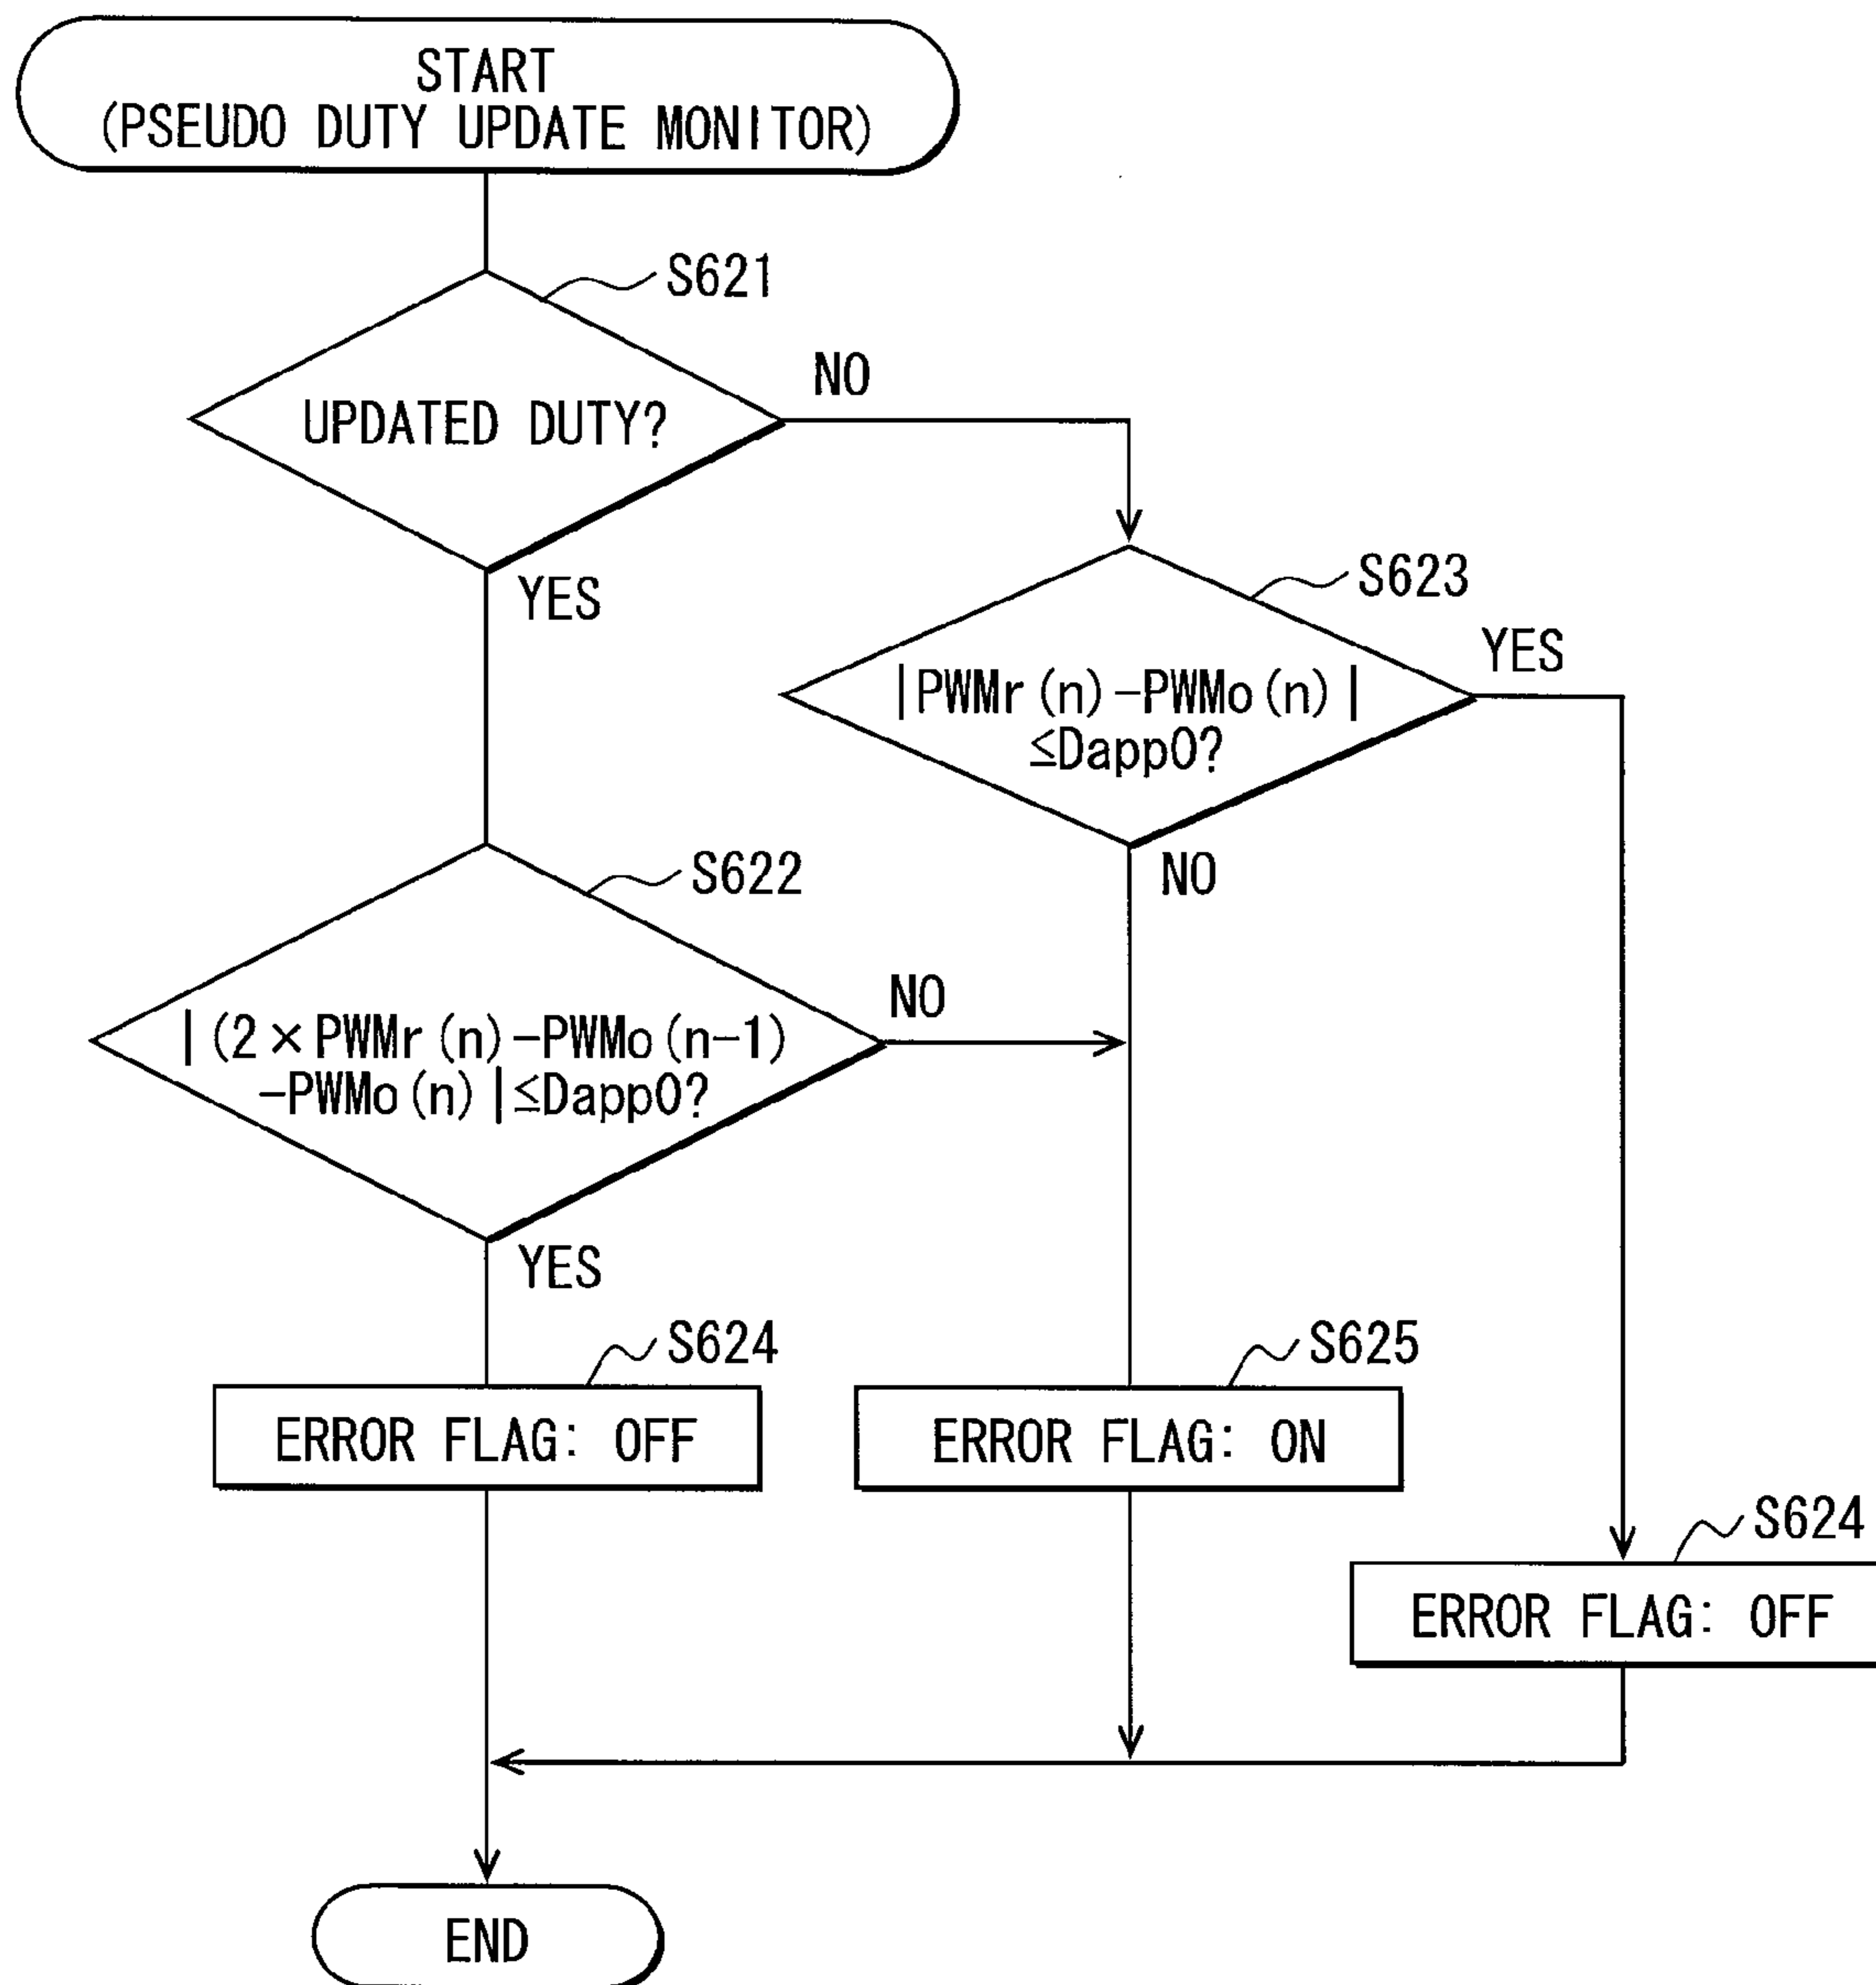 START
(PSEUDO DUTY UPDATE MONITOR)
S621
UPDATED DUTY?
NO
YES
S623
|PWMr(n)-PWMo(n)|
≦Dapp0?
YES
NO
S622
|(2×PWMr(n)-PWMo(n-1)
-PWMo(n)|≦Dapp0?
NO
YES
S624
ERROR FLAG: OFF
S625
ERROR FLAG: ON
S624
ERROR FLAG: OFF
END